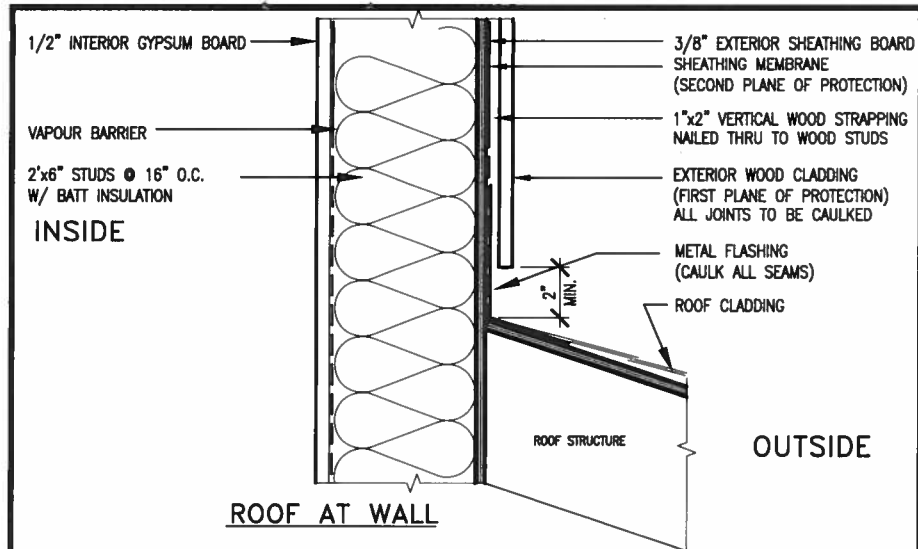 1/2" INTERIOR GYPSUM BOARD
VAPOUR BARRIER
2'x6" STUDS @ 16" O.C.
W/ BATT INSULATION
INSIDE
3/8" EXTERIOR SHEATHING BOARD
SHEATHING MEMBRANE
(SECOND PLANE OF PROTECTION)
1"x2" VERTICAL WOOD STRAPPING
NAILED THRU TO WOOD STUDS
EXTERIOR WOOD CLADDING
(FIRST PLANE OF PROTECTION)
ALL JOINTS TO BE CAULKED
METAL FLASHING
(CAULK ALL SEAMS)
2"
MIN.
ROOF CLADDING
ROOF STRUCTURE
OUTSIDE
ROOF AT WALL